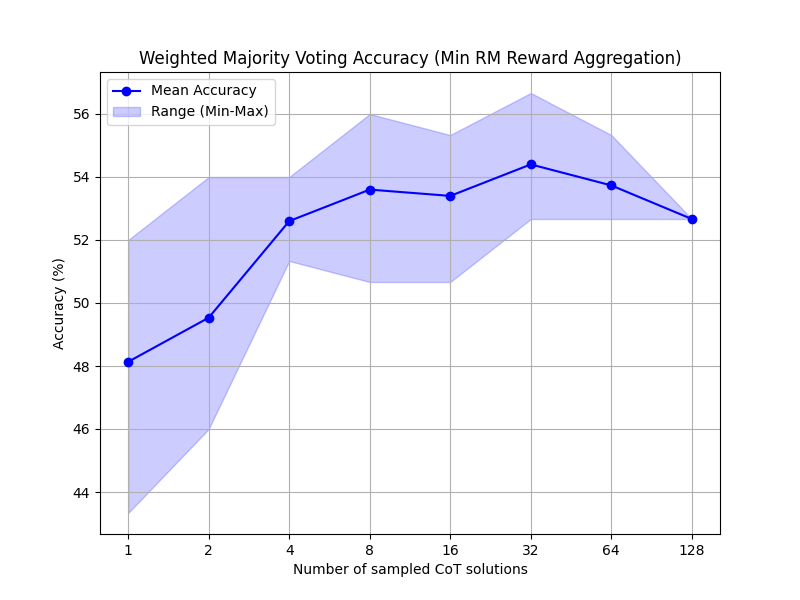 Weighted Majority Voting Accuracy (Min RM Reward Aggregation)
Mean Accuracy
Range (Min-Max)
Accuracy (%)
56
54
52
50
48
46
44
1 2 4 8 16 32 64 128
Number of sampled CoT solutions